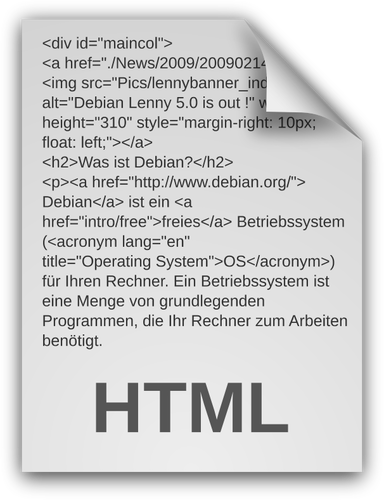 <div id="maincol">
<a href="./News/2009/20090214
<img src="Pics/lennybanner_ind
alt="Debian Lenny 5.0 is out !" w
height="310" style="margin-right: 10px;
float: left;"></a>
<h2>Was ist Debian?</h2>
<p><a href="http://www.debian.org/">
Debian</a> ist ein <a
href="intro/free">freies</a> Betriebssystem
(<acronym lang="en"
title="Operating System">OS</acronym>)
für Ihren Rechner. Ein Betriebssystem ist
eine Menge von grundlegenden
Programmen, die Ihr Rechner zum Arbeiten
benötigt.
HTML